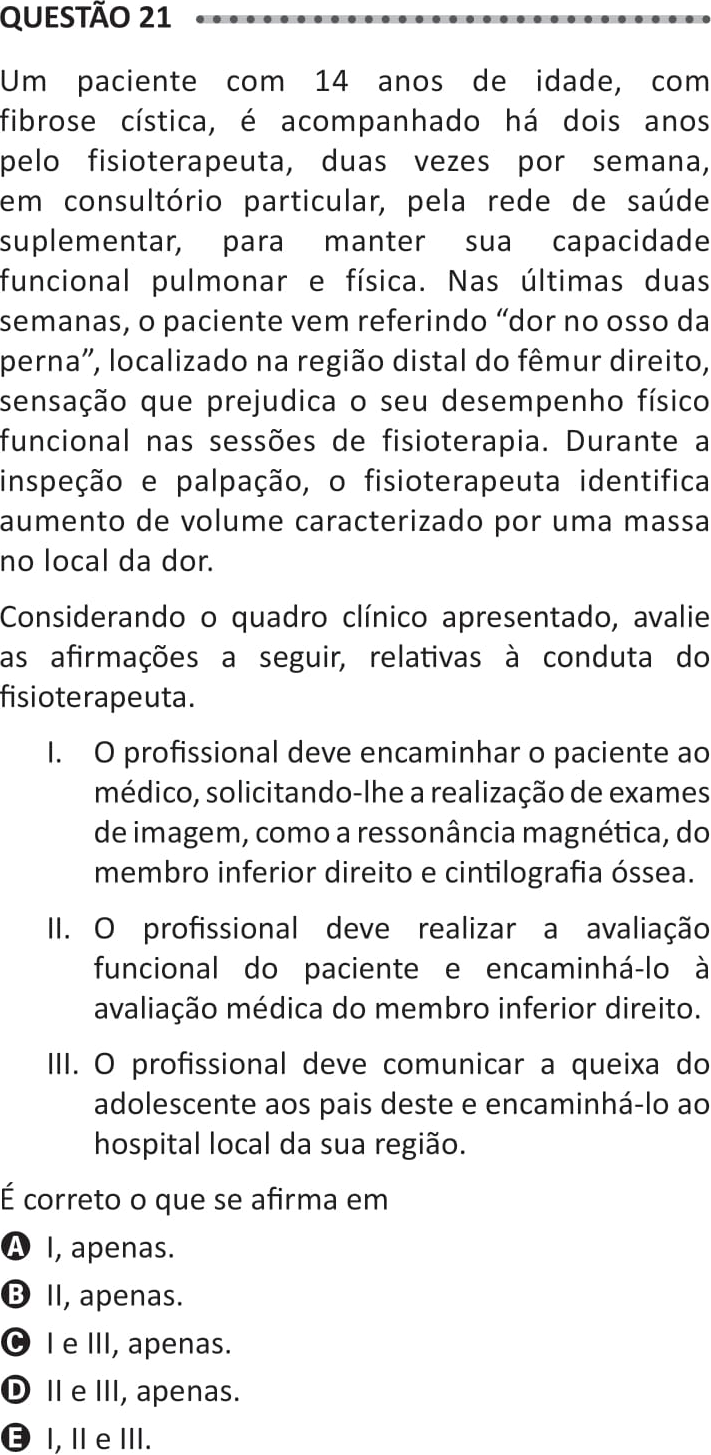 QUESTÃO 21
Um paciente com 14 anos de idade, com
fibrose cística, é acompanhado há dois anos
pelo fisioterapeuta, duas vezes por semana,
em consultório particular, pela rede de saúde
suplementar, para manter sua capacidade
funcional pulmonar e física. Nas últimas duas
semanas, o paciente vem referindo “dor no osso da
perna”, localizado na região distal do fêmur direito,
sensação que prejudica o seu desempenho físico
funcional nas sessões de fisioterapia. Durante a
inspeção e palpação, o fisioterapeuta identifica
aumento de volume caracterizado por uma massa
no local da dor.
Considerando o quadro clínico apresentado, avalie
as afirmações a seguir, relativas à conduta do
fisioterapeuta.
I. O profissional deve encaminhar o paciente ao
médico, solicitando-lhe a realização de exames
de imagem, como a ressonância magnética, do
membro inferior direito e cintilografia óssea.
II. O profissional deve realizar a avaliação
funcional do paciente e encaminhá-lo à
avaliação médica do membro inferior direito.
III. O profissional deve comunicar a queixa do
adolescente aos pais deste e encaminhá-lo ao
hospital local da sua região.
É correto o que se afirma em
A I, apenas.
B II, apenas.
C I e III, apenas.
D II e III, apenas.
E I, II e III.